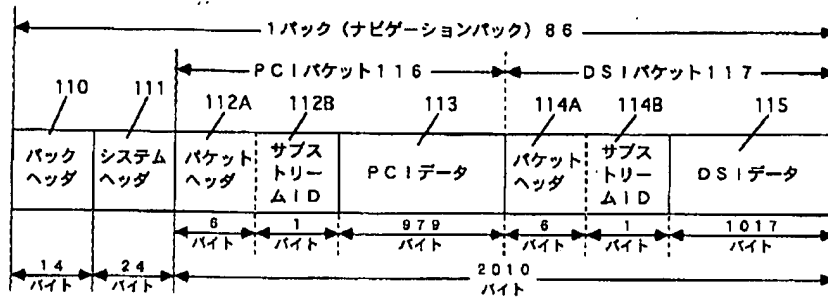 1パック(ナビゲーションパック)86
PCIパケット116
DSIパケット117
110
111
112A
112B
113
114A
114B
115
パック
ヘッダ
システム
ヘッダ
パケット
ヘッダ
サブス
トリー
ムID
PCIデータ
パケット
ヘッダ
サブス
トリー
ムID
DSIデータ
6
バイト
1
バイト
979
バイト
6
バイト
1
バイト
1017
バイト
14
バイト
24
バイト
2010
バイト